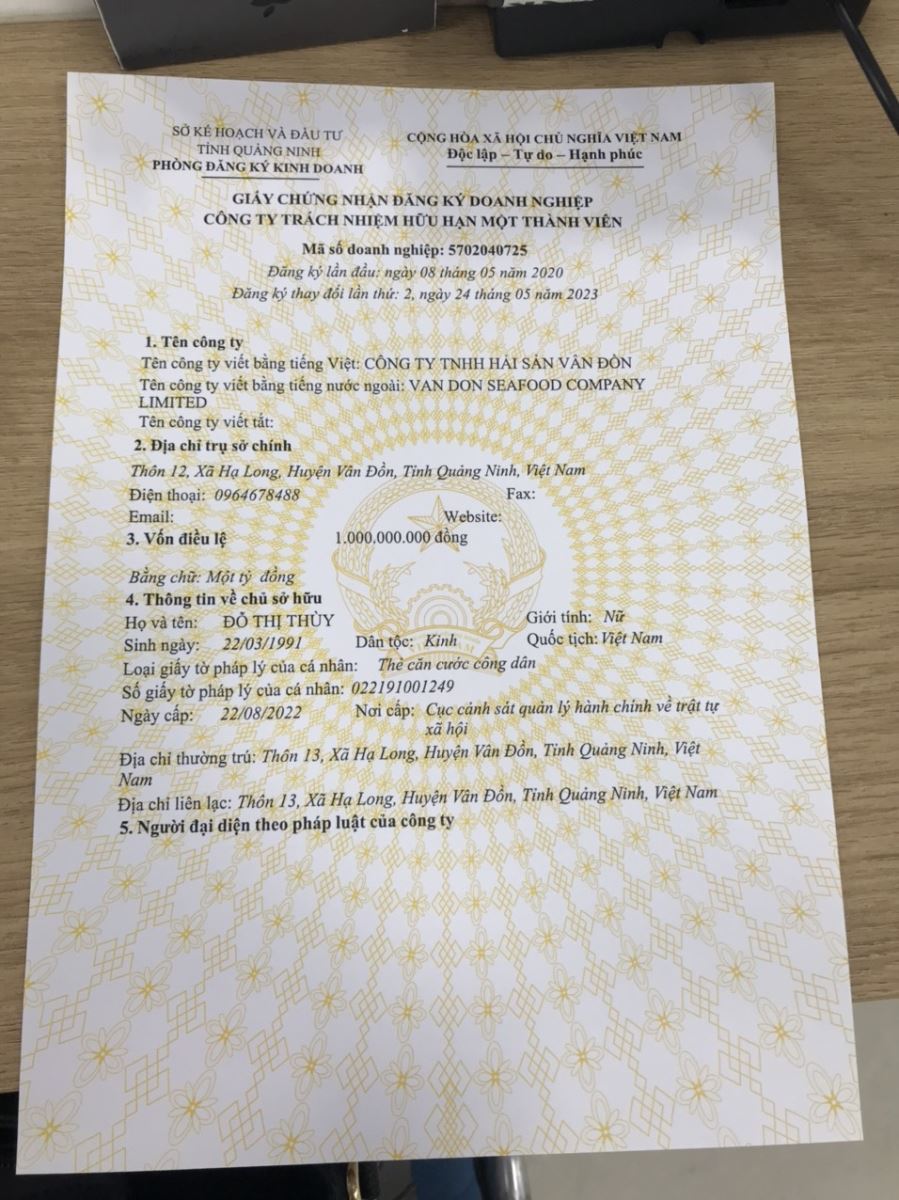 SỞ KẾ HOẠCH VÀ ĐẦU TƯ
TỈNH QUẢNG NINH
PHÒNG ĐĂNG KÝ KINH DOANH
CỘNG HÒA XÃ HỘI CHỦ NGHĨA VIỆT NAM
Độc lập – Tự do – Hạnh phúc
GIẤY CHỨNG NHẬN ĐĂNG KÝ DOANH NGHIỆP
CÔNG TY TRÁCH NHIỆM HỮU HẠN MỘT THÀNH VIÊN
Mã số doanh nghiệp: 5702040725
Đăng ký lần đầu: ngày 08 tháng 05 năm 2020
Đăng ký thay đổi lần thứ: 2, ngày 24 tháng 05 năm 2023
1. Tên công ty
Tên công ty viết bằng tiếng Việt: CÔNG TY TNHH HẢI SẢN VÂN ĐỒN
Tên công ty viết bằng tiếng nước ngoài: VAN DON SEAFOOD COMPANY
LIMITED
Tên công ty viết tắt:
2. Địa chỉ trụ sở chính
Thôn 12, Xã Hạ Long, Huyện Vân Đồn, Tỉnh Quảng Ninh, Việt Nam
Điện thoại: 0964678488 Fax:
Email: Website:
3. Vốn điều lệ 1.000.000.000 đồng
Bằng chữ: Một tỷ đồng
4. Thông tin về chủ sở hữu
Họ và tên: ĐỖ THỊ THÙY Giới tính: Nữ
Sinh ngày: 22/03/1991 Dân tộc: Kinh Quốc tịch: Việt Nam
Loại giấy tờ pháp lý của cá nhân: Thẻ căn cước công dân
Số giấy tờ pháp lý của cá nhân: 022191001249
Ngày cấp: 22/08/2022 Nơi cấp: Cục cảnh sát quản lý hành chính về trật tự
xã hội
Địa chỉ thường trú: Thôn 13, Xã Hạ Long, Huyện Vân Đồn, Tỉnh Quảng Ninh, Việt
Nam
Địa chỉ liên lạc: Thôn 13, Xã Hạ Long, Huyện Vân Đồn, Tỉnh Quảng Ninh, Việt Nam
5. Người đại diện theo pháp luật của công ty